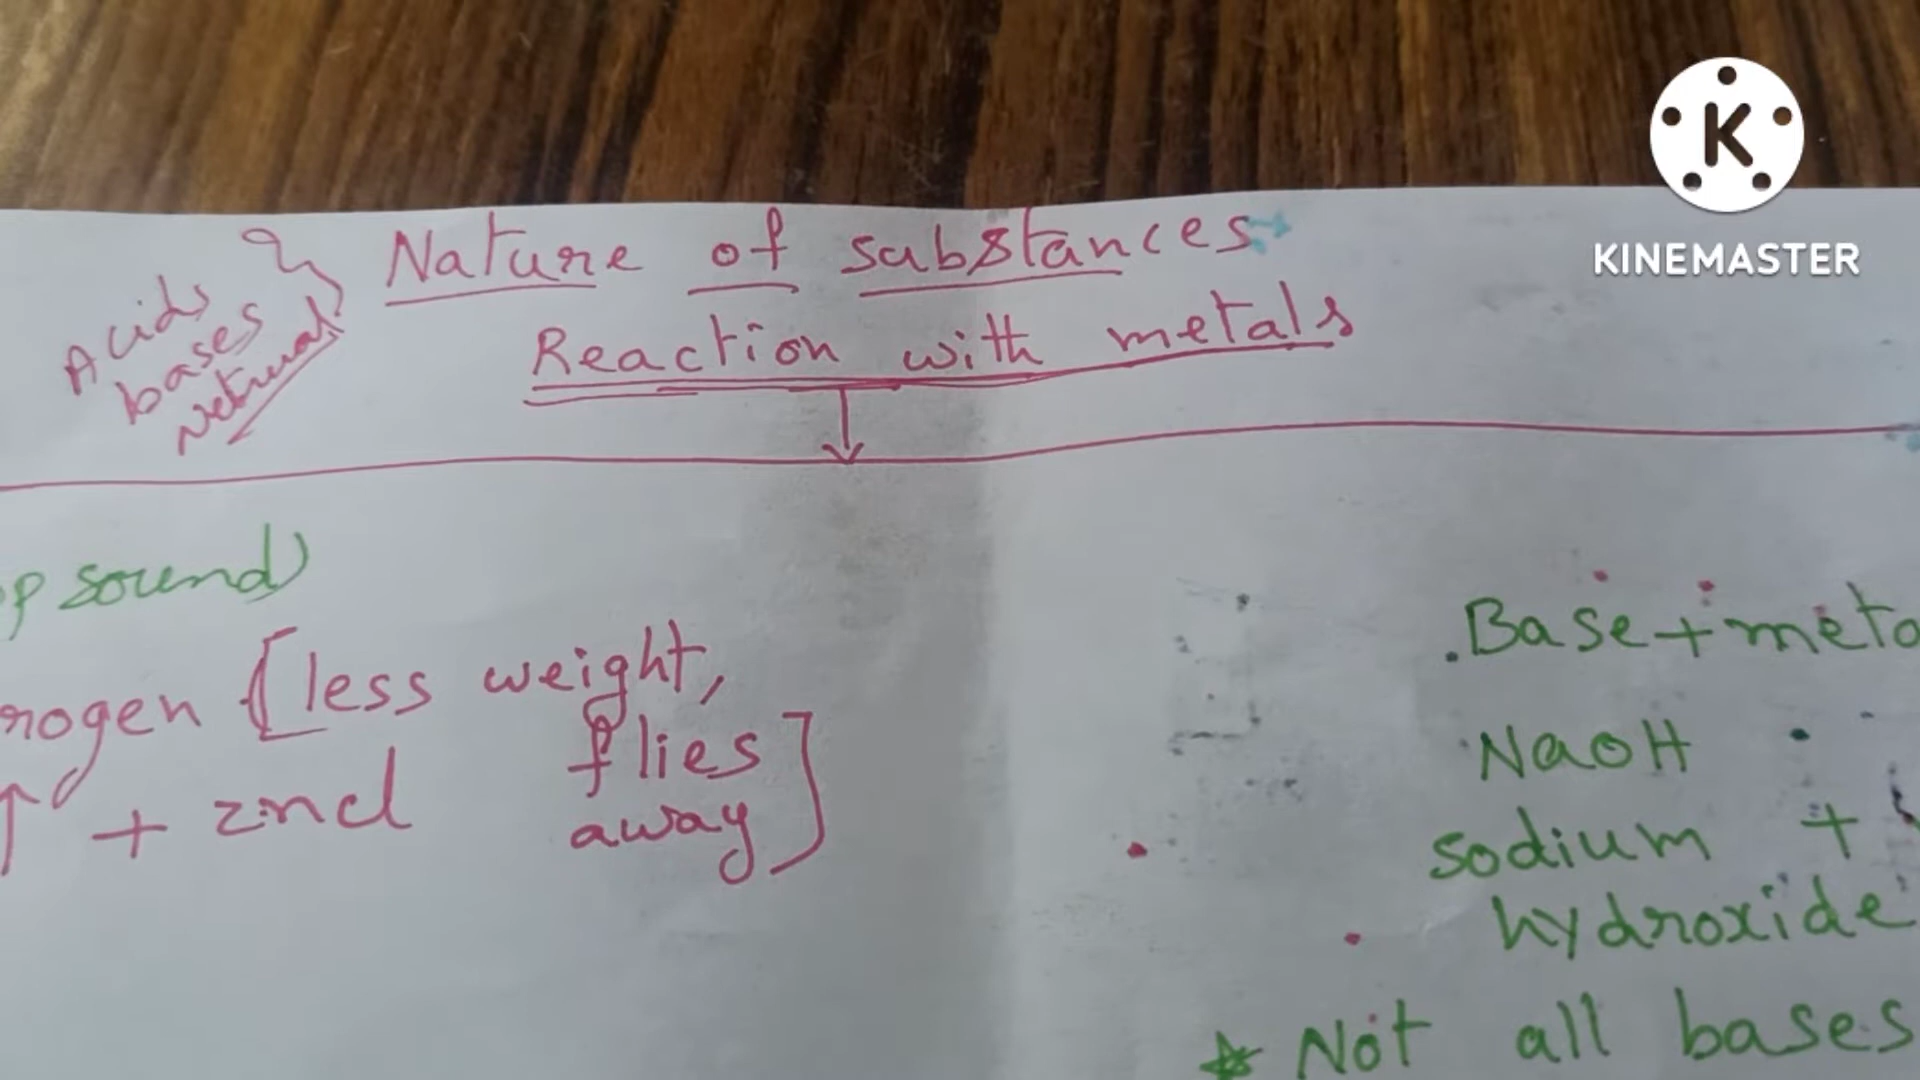 Nature of substances
Acids
bases
netrual
Reaction with metals
p sound)
rogen [less weight,
flies
away]
↑ + zncl
.Base + meta
NaOH
sodium +
hydroxide
* Not all bases
K
KINEMASTER